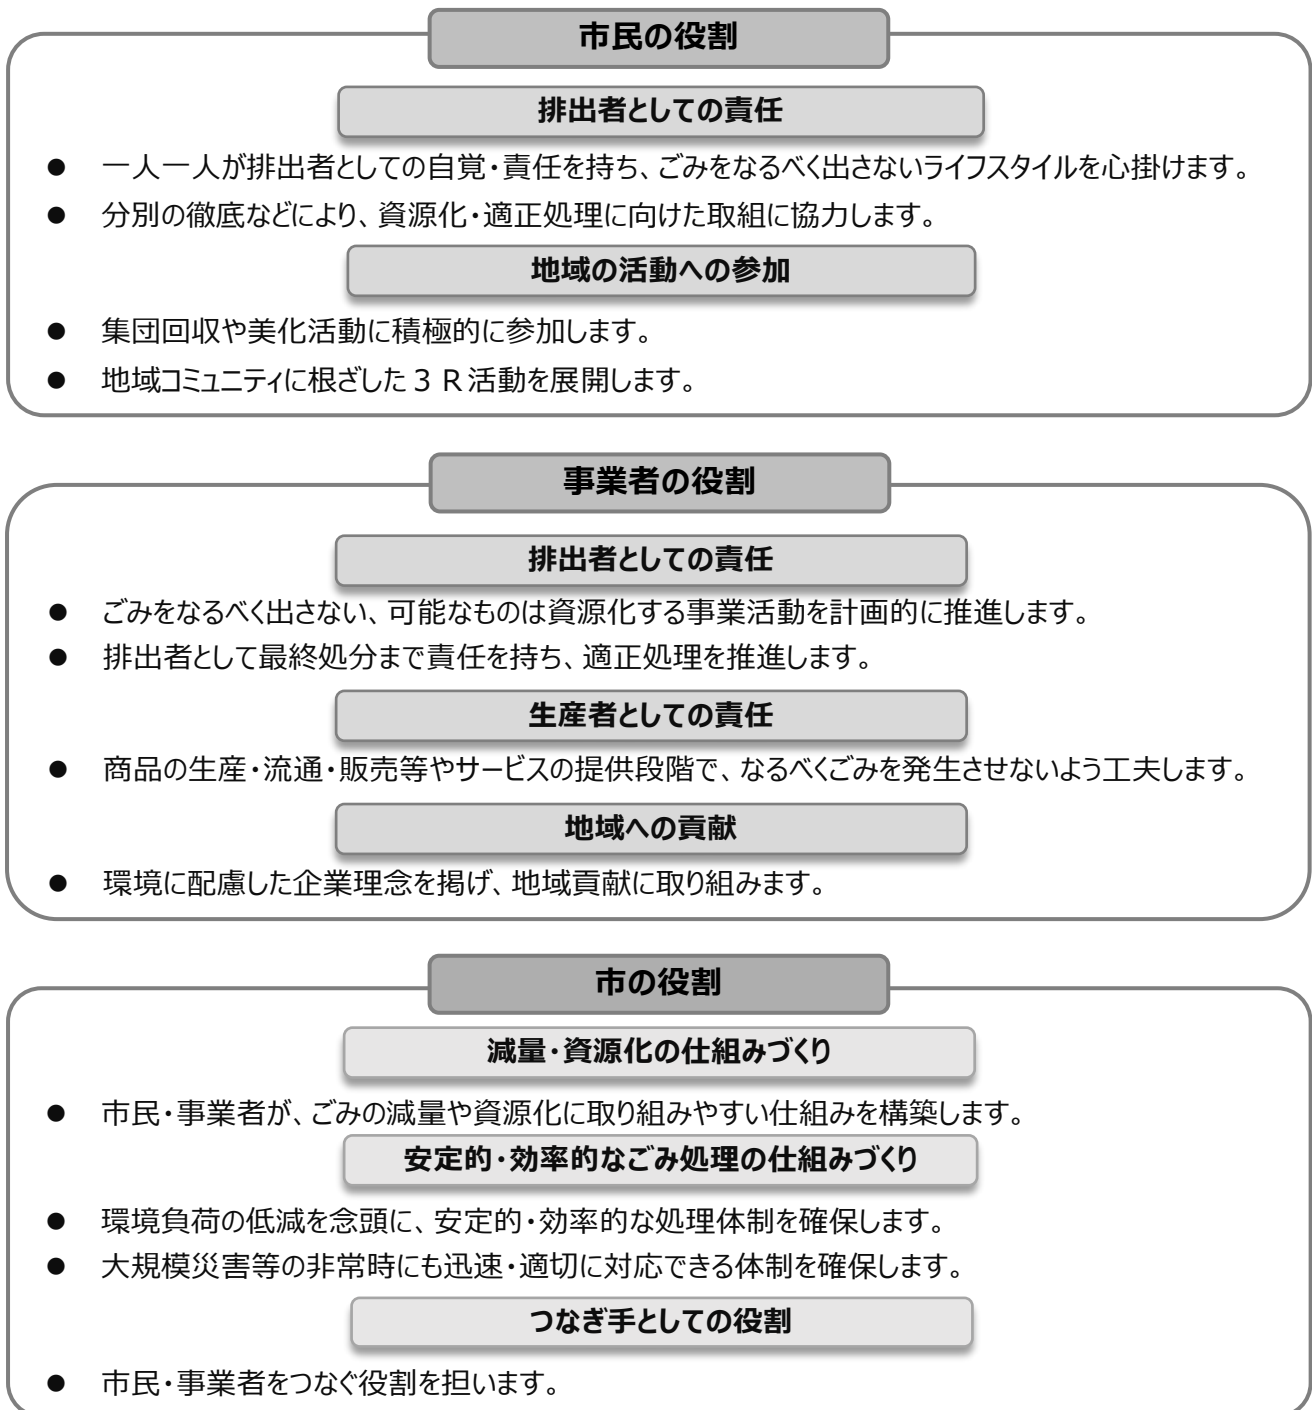 市民の役割
排出者としての責任
● 一人一人が排出者としての自覚・責任を持ち、ごみをなるべく出さないライフスタイルを心掛けます。
● 分別の徹底などにより、資源化・適正処理に向けた取組に協力します。
地域の活動への参加
● 集団回収や美化活動に積極的に参加します。
● 地域コミュニティに根ざした３Ｒ活動を展開します。
事業者の役割
排出者としての責任
● ごみをなるべく出さない、可能なものは資源化する事業活動を計画的に推進します。
● 排出者として最終処分まで責任を持ち、適正処理を推進します。
生産者としての責任
● 商品の生産・流通・販売等やサービスの提供段階で、なるべくごみを発生させないよう工夫します。
地域への貢献
● 環境に配慮した企業理念を掲げ、地域貢献に取り組みます。
市の役割
減量・資源化の仕組みづくり
● 市民・事業者が、ごみの減量や資源化に取り組みやすい仕組みを構築します。
安定的・効率的なごみ処理の仕組みづくり
● 環境負荷の低減を念頭に、安定的・効率的な処理体制を確保します。
● 大規模災害等の非常時にも迅速・適切に対応できる体制を確保します。
つなぎ手としての役割
● 市民・事業者をつなぐ役割を担います。